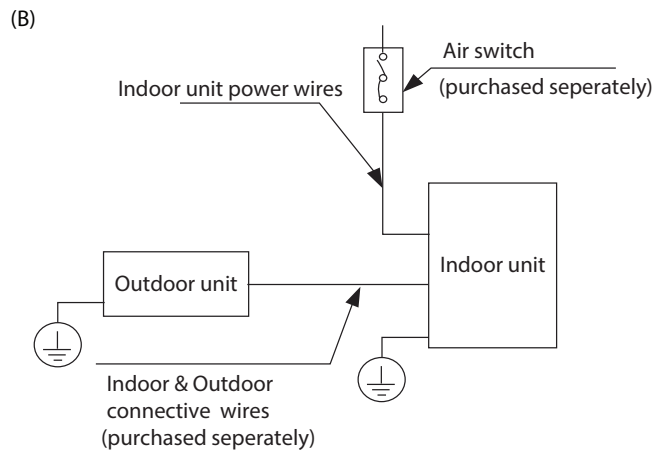 (B)
Air switch
(purchased seperately)
Indoor unit power wires
Indoor unit
Outdoor unit
Indoor & Outdoor
connective wires
(purchased seperately)